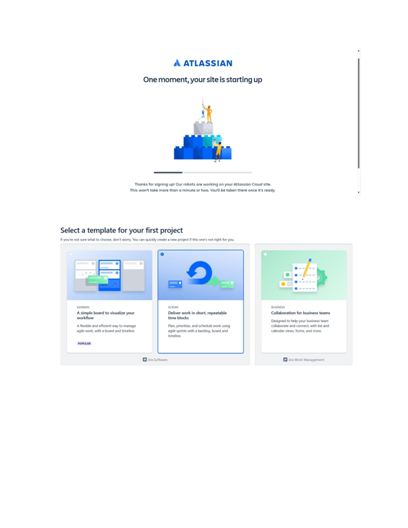 ATLASSIAN
One moment, your site is starting up
Thanks for signing up! Our robots are working on your Atlassian Cloud site.
This won't take more than a minute or two. You'll be taken there once it's ready.
Select a template for your first project
If you're not sure what to choose, don't worry. You can quickly create a new project if this one's not right for you.
KANBAN
A simple board to visualize your
workflow
A flexible and efficient way to manage
agile work, with a board and timeline.
POPULAR
SCRUM
Deliver work in short, repeatable
time blocks
Plan, prioritize, and schedule work using
agile sprints with a backlog, board and
timeline.
Jira Software
BUSINESS
Collaboration for business teams
Designed to help your business team
collaborate and connect, with list and
calendar views, forms, and more.
Jira Work Management